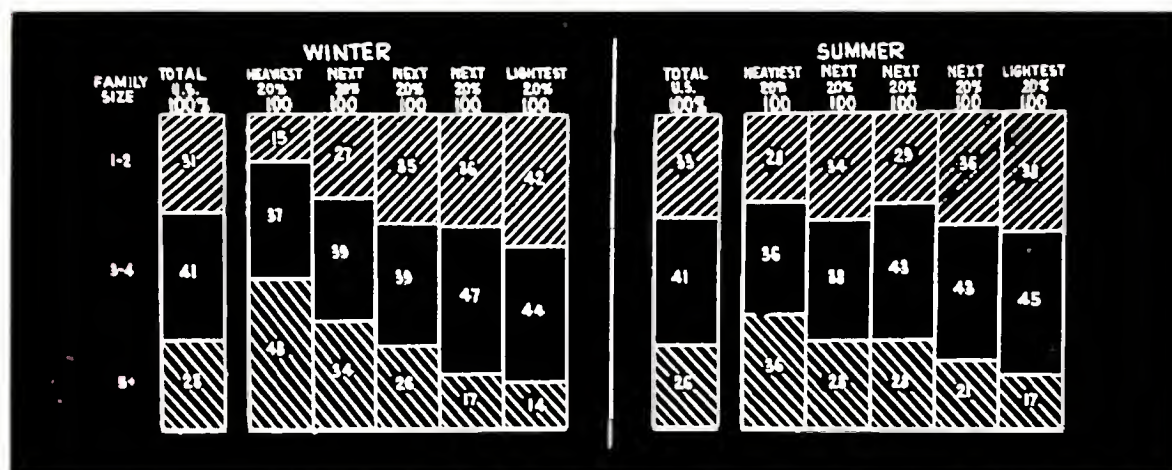 WINTER SUMMER
FAMILY SIZE TOTAL U.S. HEAVIEST NEXT NEXT NEXT LIGHTEST TOTAL U.S. HEAVIEST NEXT NEXT NEXT LIGHTEST
20% 20% 20% 20% 20% 20% 20% 20% 20% 20%
100% 100 100 100 100 100 100% 100 100 100 100 100
1-2 31 15 27 35 36 42 33 28 34 29 36 38
3-4 41 37 39 39 47 44 41 36 38 43 43 45
5+ 28 48 34 26 17 14 26 36 28 28 21 17